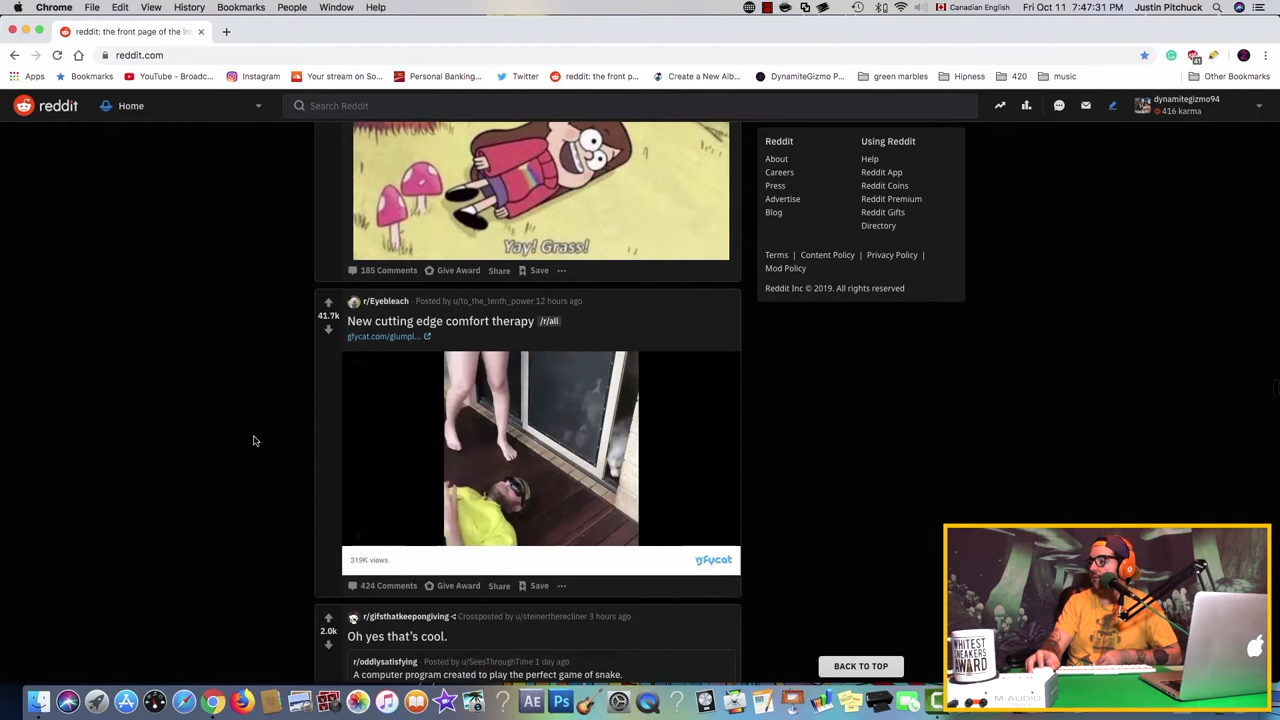 Chrome File Edit View History Bookmarks People Window Help
Canadian English Fri Oct 11 7:47:31 PM Justin Pitchuck
reddit: the front page of the int
reddit.com
41
Apps Bookmarks YouTube - Broadc... Instagram Your stream on So... Personal Banking... Twitter reddit: the front p... Create a New Alb... DynamiteGizmo P... green marbles Hipness 420 music Other Bookmarks
reddit Home Search Reddit
dynamitegizmo94
416 karma
Yay! Grass!
185 Comments Give Award Share Save
r/Eyebleach · Posted by u/to_the_tenth_power 12 hours ago
41.7k
New cutting edge comfort therapy /r/all
gfycat.com/glumpl...
319K views
gfycat
424 Comments Give Award Share Save
r/gifsthatkeepongiving Crossposted by u/steinertherecliner 3 hours ago
2.0k
Oh yes that's cool.
r/oddlysatisfying · Posted by u/SeesThroughTime 1 day ago
A computer program created to play the perfect game of snake.
Reddit Using Reddit
About Help
Careers Reddit App
Press Reddit Coins
Advertise Reddit Premium
Blog Reddit Gifts
Directory
Terms | Content Policy | Privacy Policy |
Mod Policy
Reddit Inc © 2019. All rights reserved
BACK TO TOP
WHITEST
SNEAKERS
AWARD
M-AUDIO
AE
Ps